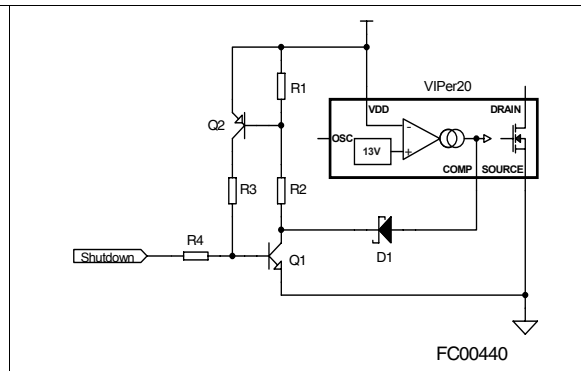 VIPer20
R1
VDD
DRAIN
Q2
-
OSC
13V
+
COMP
SOURCE
R3
R2
R4
Shutdown
Q1
D1
FC00440